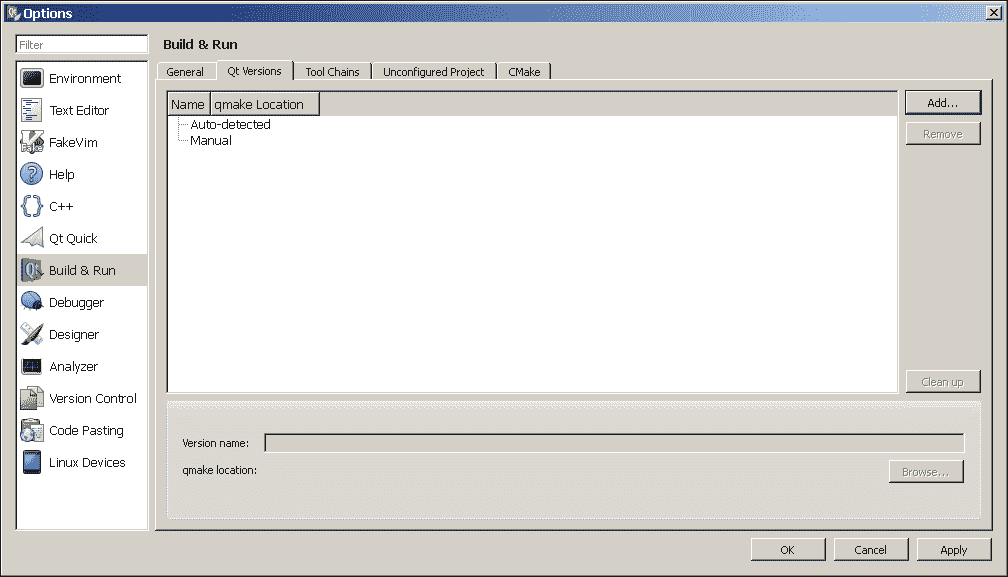 Options
Filter
Environment
Text Editor
FakeVim
Help
C++
Qt Quick
Build & Run
Debugger
Designer
Analyzer
Version Control
Code Pasting
Linux Devices
Build & Run
General
Qt Versions
Tool Chains
Unconfigured Project
CMake
Name
qmake Location
Auto-detected
Manual
Add...
Remove
Clean up
Version name:
qmake location:
Browse...
OK
Cancel
Apply